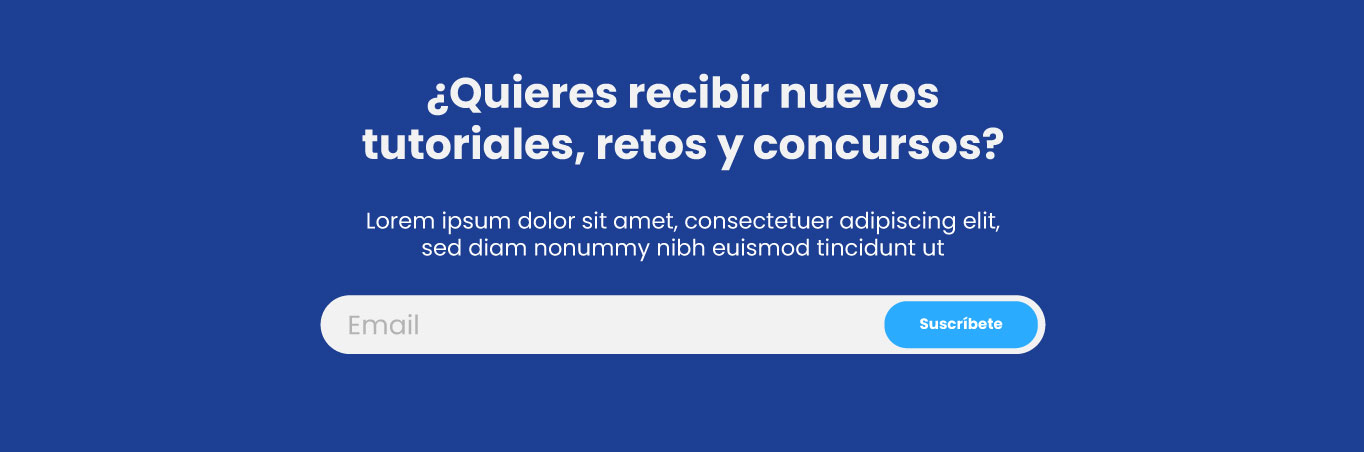 ¿Quieres recibir nuevos
tutoriales, retos y concursos?
Lorem ipsum dolor sit amet, consectetuer adipiscing elit,
sed diam nonummy nibh euismod tincidunt ut
Email
Suscríbete